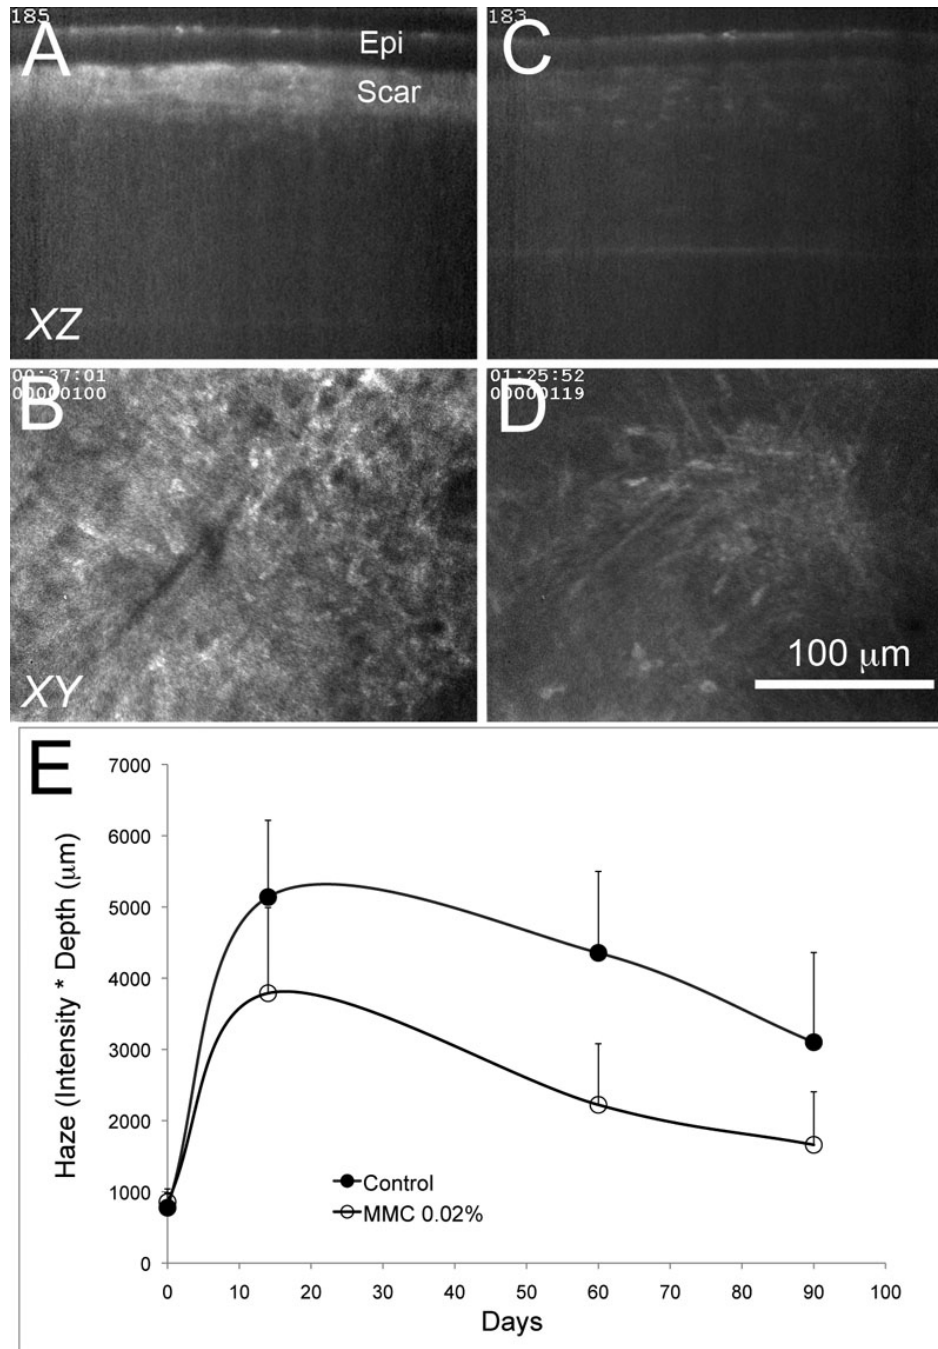 185
A
Epi
Scar
XZ
183
C
00:37:01
00000100
B
XY
01:25:52
00000119
D
100 μm
E
Haze (Intensity * Depth (μm)
7000
6000
5000
4000
3000
2000
1000
0
Control
MMC 0.02%
0 10 20 30 40 50 60 70 80 90 100
Days